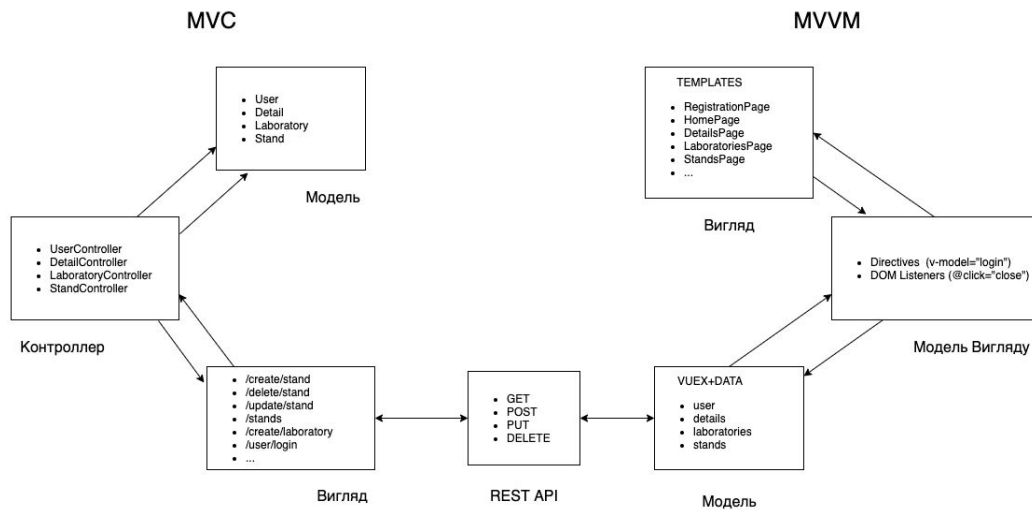 MVC
MVVM
• User
• Detail
• Laboratory
• Stand
Модель
TEMPLATES
• RegistrationPage
• HomePage
• DetailsPage
• LaboratoriesPage
• StandsPage
• ...
Вигляд
• UserController
• DetailController
• LaboratoryController
• StandController
Контроллер
• Directives (v-model="login")
• DOM Listeners (@click="close")
Модель Вигляду
• /create/stand
• /delete/stand
• /update/stand
• /stands
• /create/laboratory
• /user/login
• ...
Вигляд
• GET
• POST
• PUT
• DELETE
REST API
VUEX+DATA
• user
• details
• laboratories
• stands
Модель